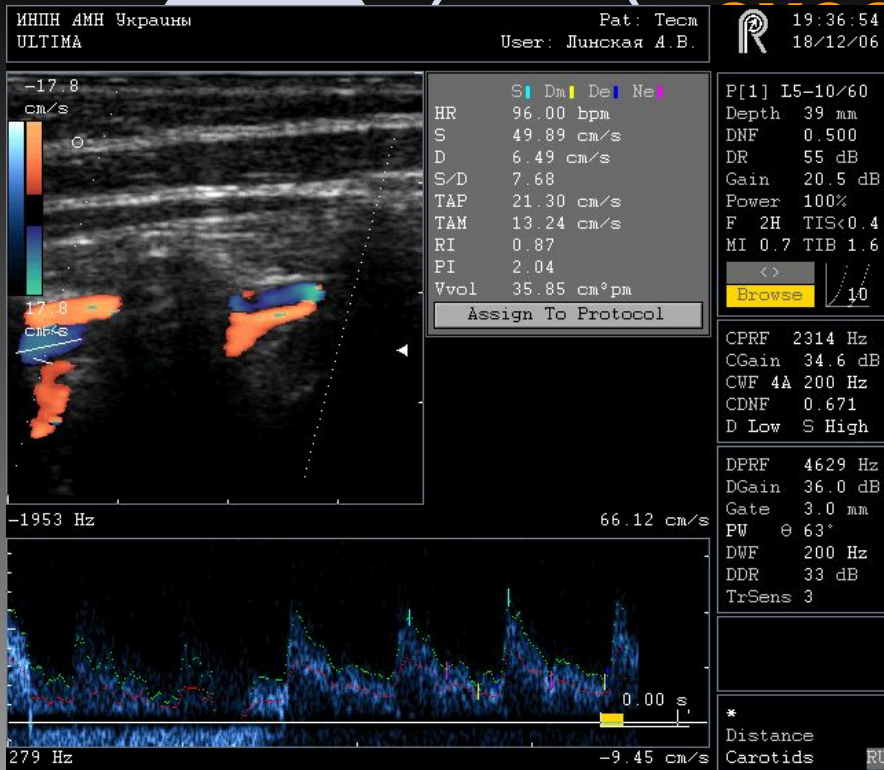 ИНПН АМН Украины
ULTIMA
Pat: Тест
User: Линская А.В.
R
19:36:54
18/12/06
-17.8
cm/s
17.8
cm/s
S Dm De Ne
HR 96.00 bpm
S 49.89 cm/s
D 6.49 cm/s
S/D 7.68
TAP 21.30 cm/s
TAM 13.24 cm/s
RI 0.87
PI 2.04
Vvol 35.85 cm³pm
Assign To Protocol
P[1] L5-10/60
Depth 39 mm
DNF 0.500
DR 55 dB
Gain 20.5 dB
Power 100%
F 2H TIS<0.4
MI 0.7 TIB 1.6
<>
Browse
10
CPRF 2314 Hz
CGain 34.6 dB
CWF 4A 200 Hz
CDNF 0.671
D Low S High
DPRF 4629 Hz
DGain 36.0 dB
Gate 3.0 mm
PW θ 63°
DWF 200 Hz
DDR 33 dB
TrSens 3
-1953 Hz
66.12 cm/s
0.00 s
279 Hz
-9.45 cm/s
*
Distance
Carotids
RU